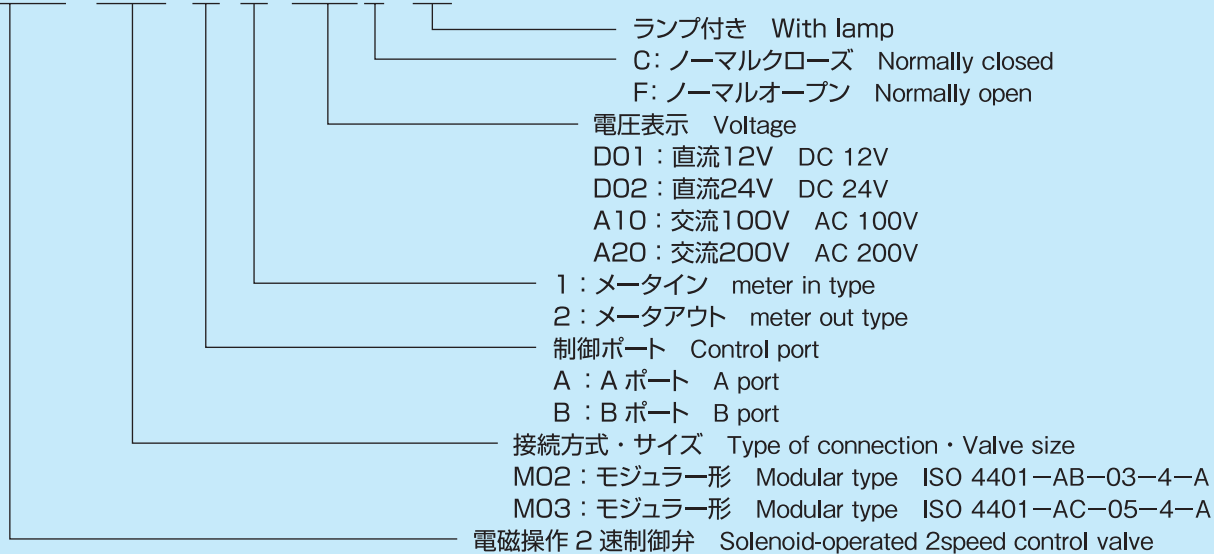 ランプ付き With lamp
C: ノーマルクローズ Normally closed
F: ノーマルオープン Normally open
電圧表示 Voltage
D01：直流12V DC 12V
D02：直流24V DC 24V
A10：交流100V AC 100V
A20：交流200V AC 200V
1：メータイン meter in type
2：メータアウト meter out type
制御ポート Control port
A：Aポート A port
B：Bポート B port
接続方式・サイズ Type of connection・Valve size
M02：モジュラー形 Modular type ISO 4401−AB−03−4−A
M03：モジュラー形 Modular type ISO 4401−AC−05−4−A
電磁操作2速制御弁 Solenoid-operated 2speed control valve